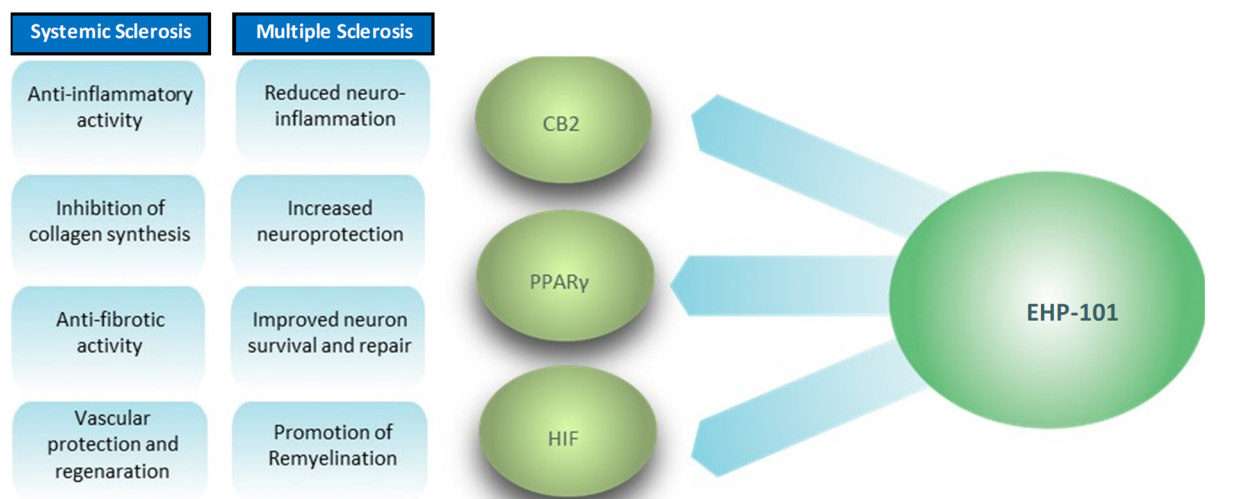 Systemic Sclerosis
Multiple Sclerosis
Anti-inflammatory
activity
Reduced neuro-
inflammation
Inhibition of
collagen synthesis
Increased
neuroprotection
Anti-fibrotic
activity
Improved neuron
survival and repair
Vascular
protection and
regenaration
Promotion of
Remyelination
CB2
PPARγ
HIF
EHP-101